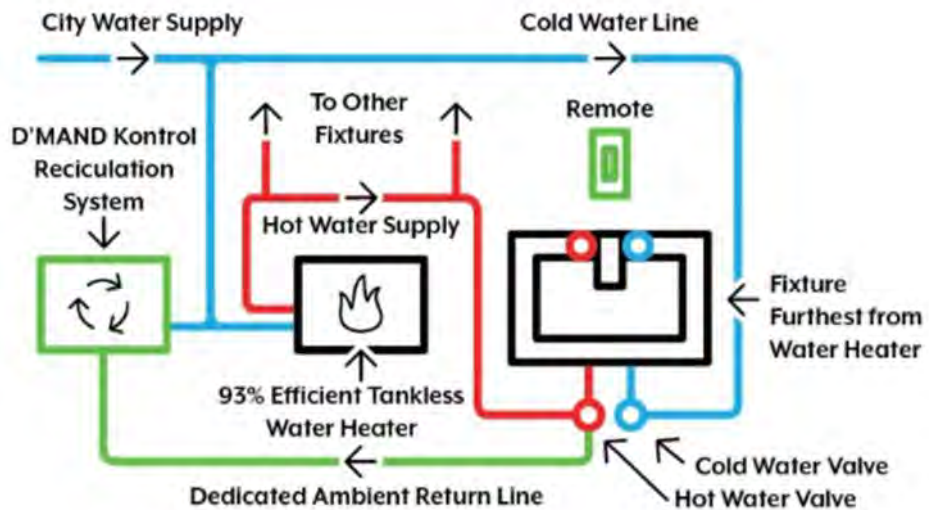 City Water Supply
Cold Water Line
To Other
Fixtures
Remote
D'MAND Kontrol
Reciculation
System
Hot Water Supply
Fixture
Furthest from
Water Heater
93% Efficient Tankless
Water Heater
Cold Water Valve
Hot Water Valve
Dedicated Ambient Return Line